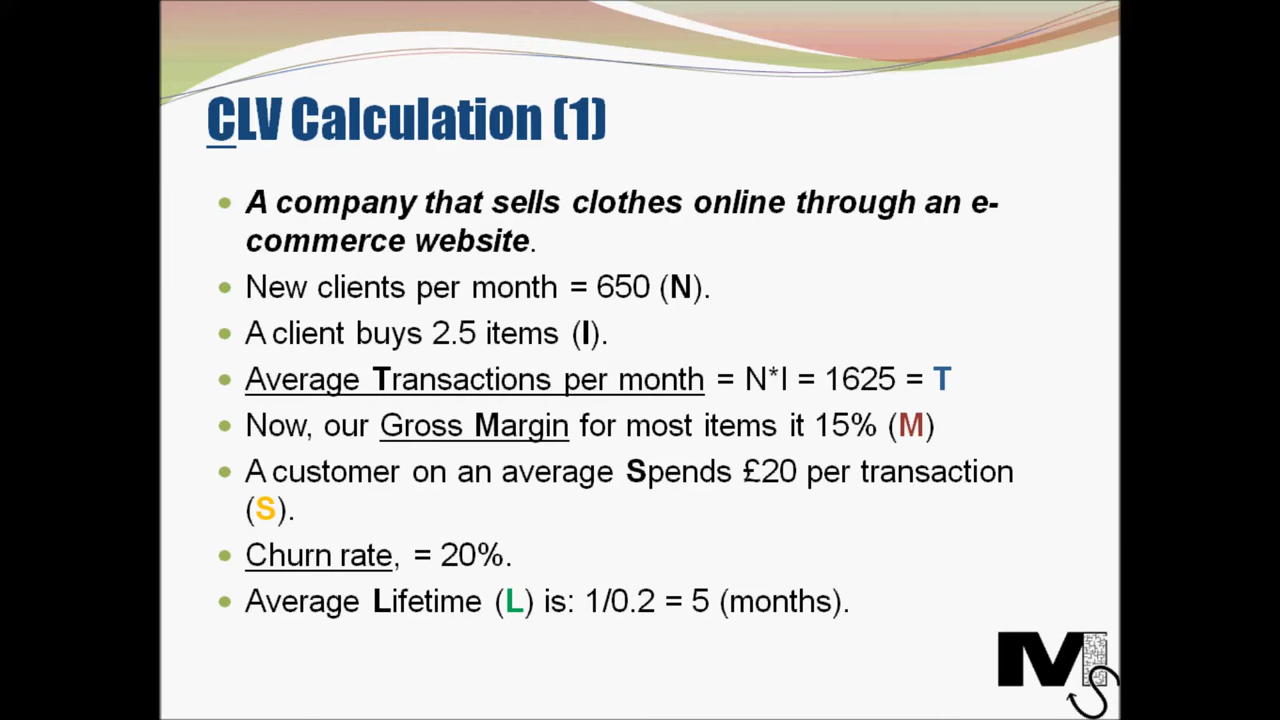 CLV Calculation (1)
A company that sells clothes online through an e-
commerce website.
New clients per month = 650 (N).
A client buys 2.5 items (I).
Average Transactions per month = N*I = 1625 = T
Now, our Gross Margin for most items it 15% (M)
A customer on an average Spends £20 per transaction
(S).
Churn rate, = 20%.
Average Lifetime (L) is: 1/0.2 = 5 (months).
MIS